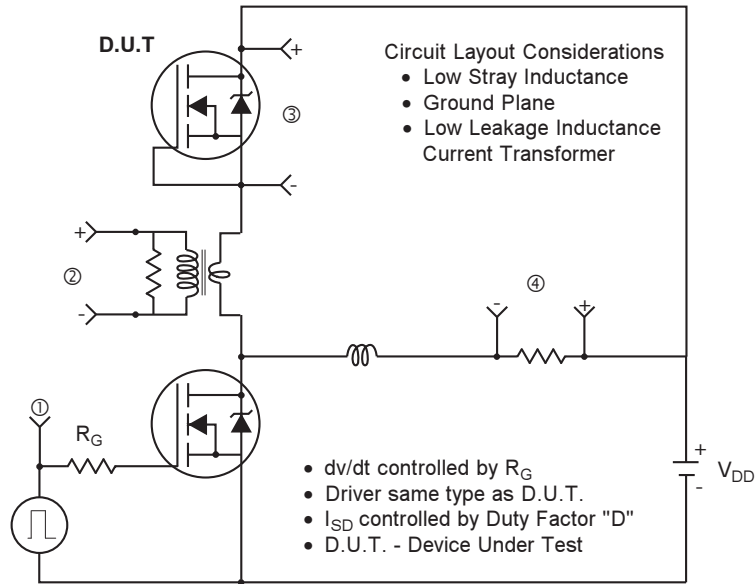 D.U.T
+
Circuit Layout Considerations
• Low Stray Inductance
• Ground Plane
• Low Leakage Inductance
Current Transformer
③
-
+
②
-
-
④
+
①
R_G
+
V_DD
-
• dv/dt controlled by R_G
• Driver same type as D.U.T.
• I_SD controlled by Duty Factor "D"
• D.U.T. - Device Under Test